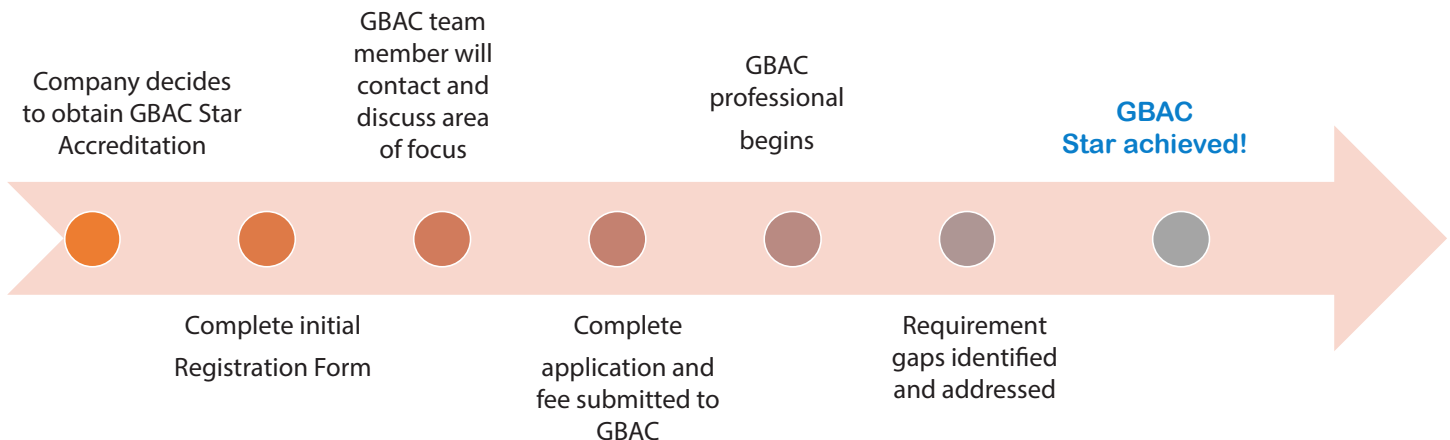 Company decides
to obtain GBAC Star
Accreditation
Complete initial
Registration Form
GBAC team
member will
contact and
discuss area
of focus
Complete
application and
fee submitted to
GBAC
GBAC
professional
begins
Requirement
gaps identified
and addressed
GBAC
Star achieved!